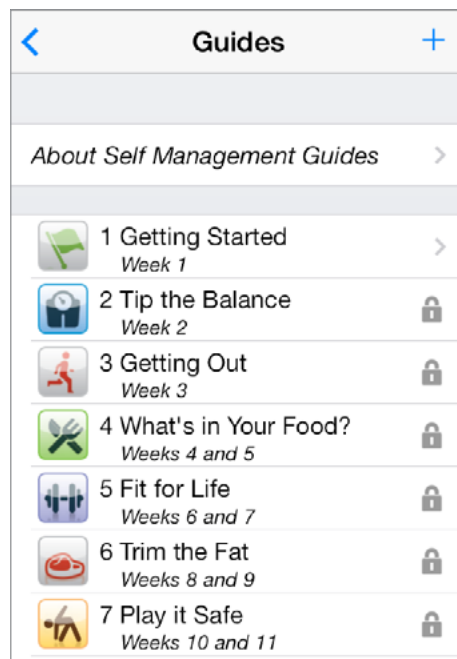 Guides
About Self Management Guides
1 Getting Started
Week 1
2 Tip the Balance
Week 2
3 Getting Out
Week 3
4 What's in Your Food?
Weeks 4 and 5
5 Fit for Life
Weeks 6 and 7
6 Trim the Fat
Weeks 8 and 9
7 Play it Safe
Weeks 10 and 11